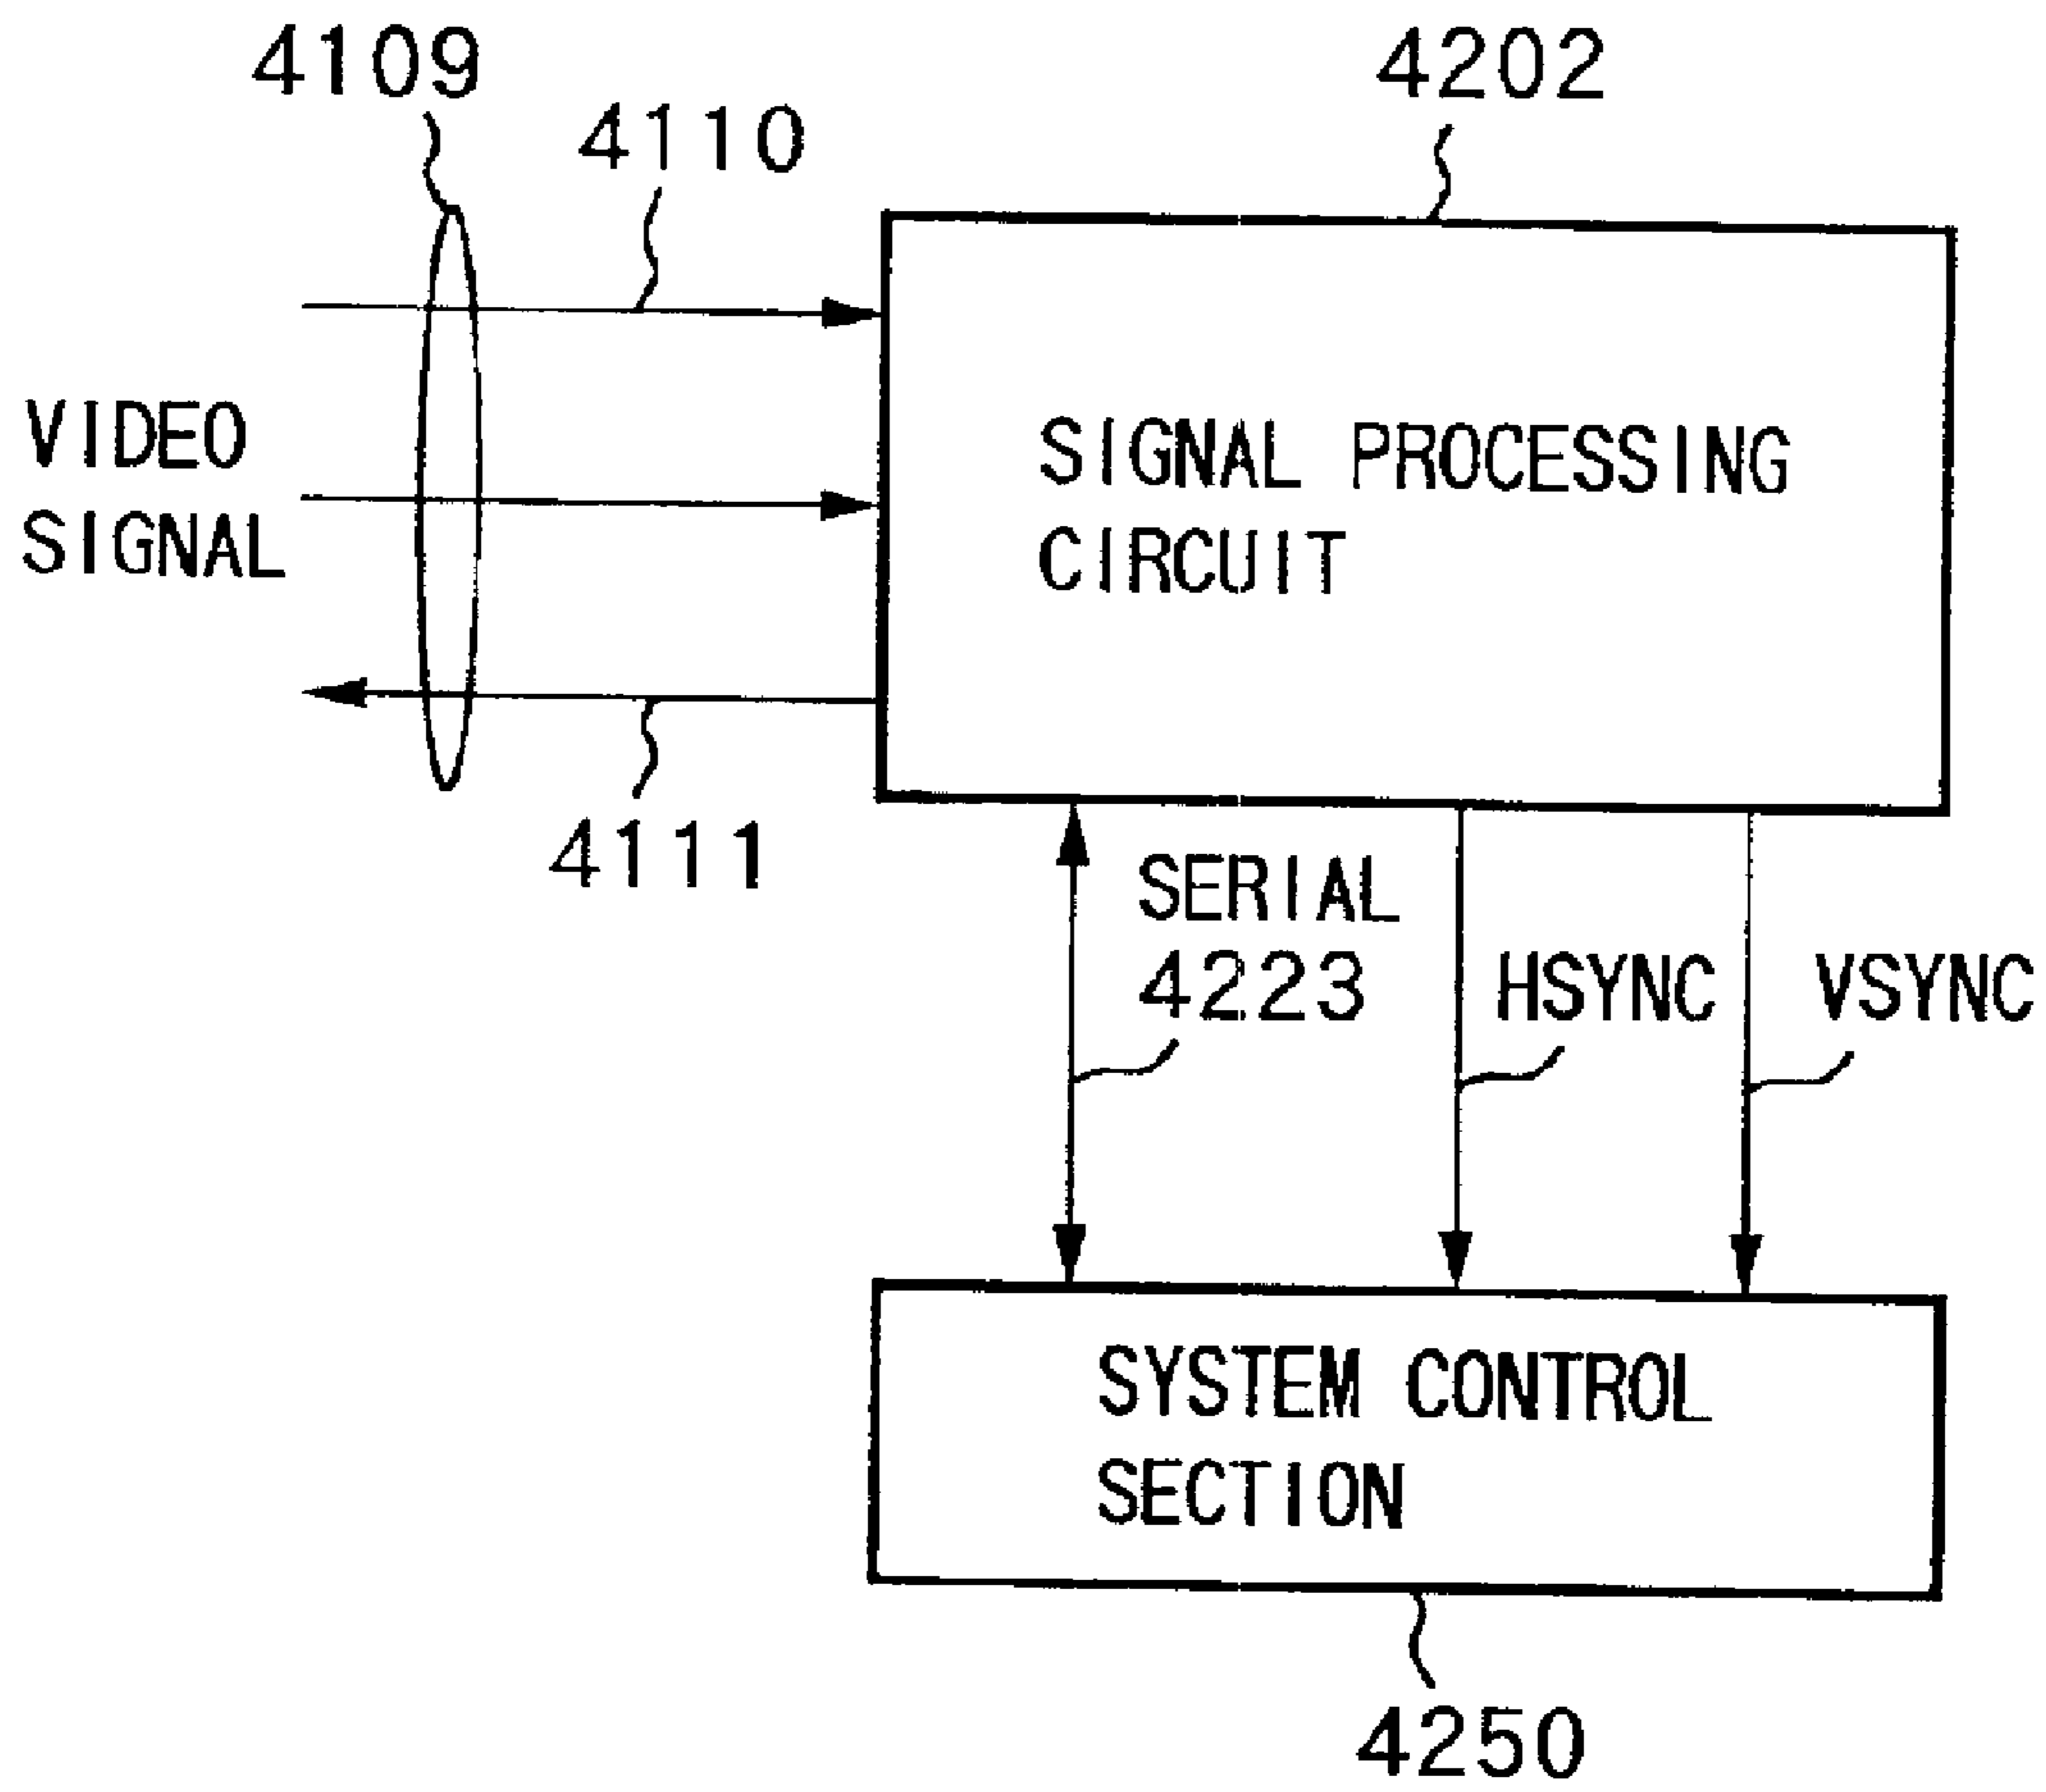 4109
4202
4110
VIDEO
SIGNAL
SIGNAL PROCESSING
CIRCUIT
4111
SERIAL
4223
HSYNC
VSYNC
SYSTEM CONTROL
SECTION
4250